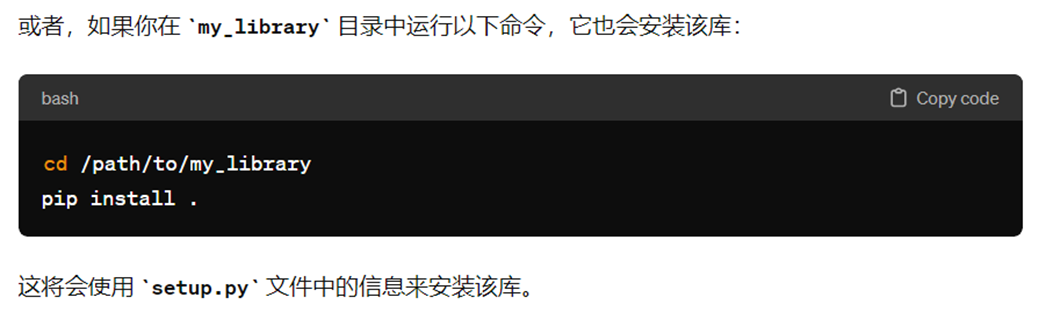 或者，如果你在 `my_library` 目录中运行以下命令，它也会安装该库：
bash
Copy code
cd /path/to/my_library
pip install .
这将会使用 `setup.py` 文件中的信息来安装该库。